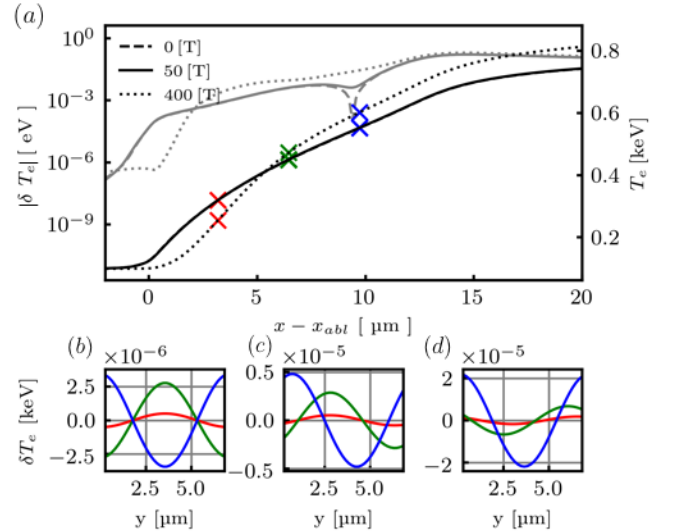 (a)
10⁰
10⁻³
10⁻⁶
10⁻⁹
|δ T_e| [ eV]
0 [T]
50 [T]
400 [T]
0.8
0.6
0.4
0.2
T_e [keV]
0 5 10 15 20
x − x_abl [ µm]
(b) (c) (d)
×10⁻⁶ ×10⁻⁵ ×10⁻⁵
δT_e [keV]
2.5
0.0
−2.5
0.5
0.0
−0.5
2
0
−2
2.5 5.0 2.5 5.0 2.5 5.0
y [µm] y [µm] y [µm]